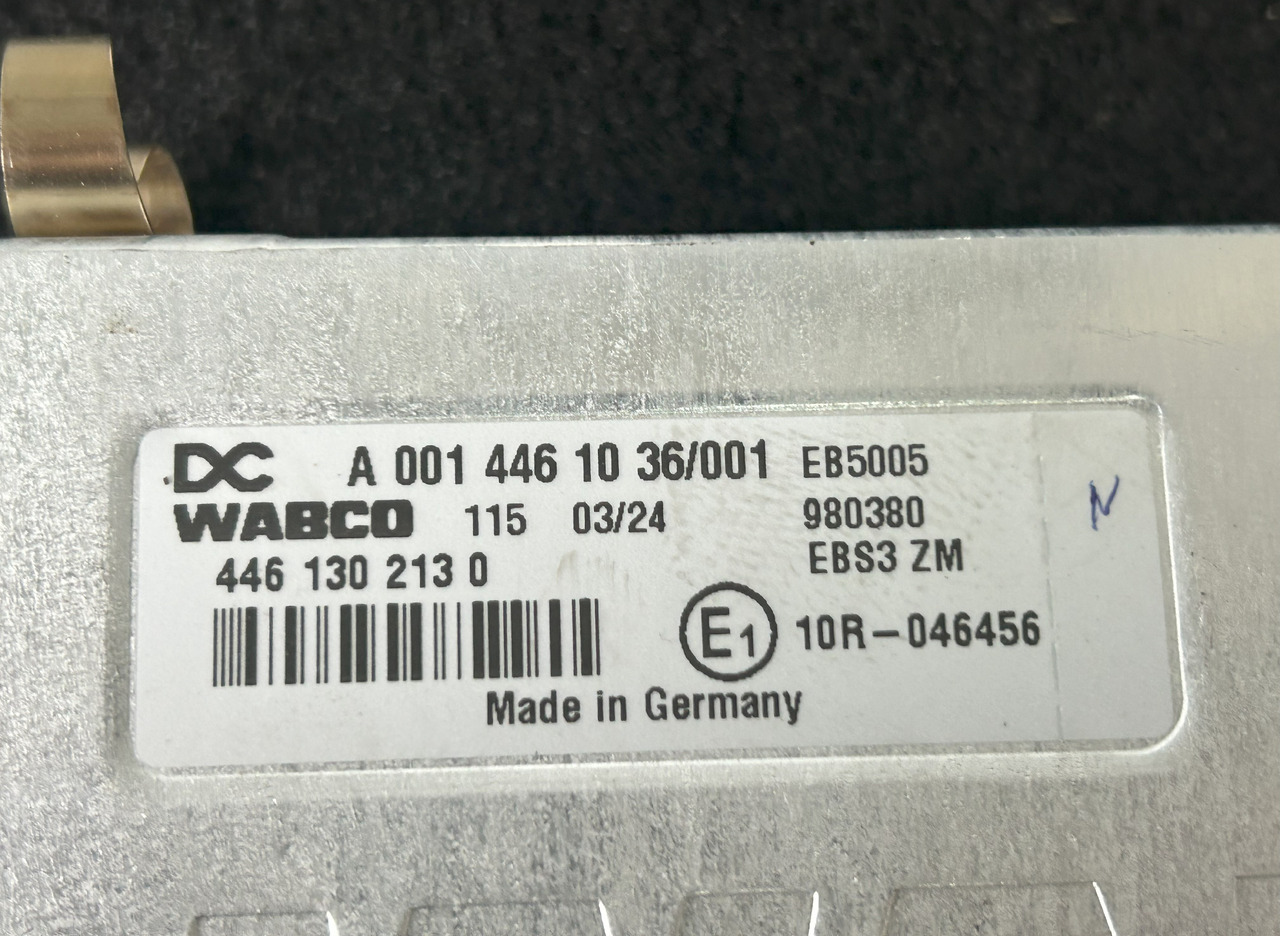 DC A 001 446 10 36/001 EB5005
WABCO 115 03/24 980380
446 130 213 0 EBS3 ZM
E1 10R-046456
Made in Germany
N